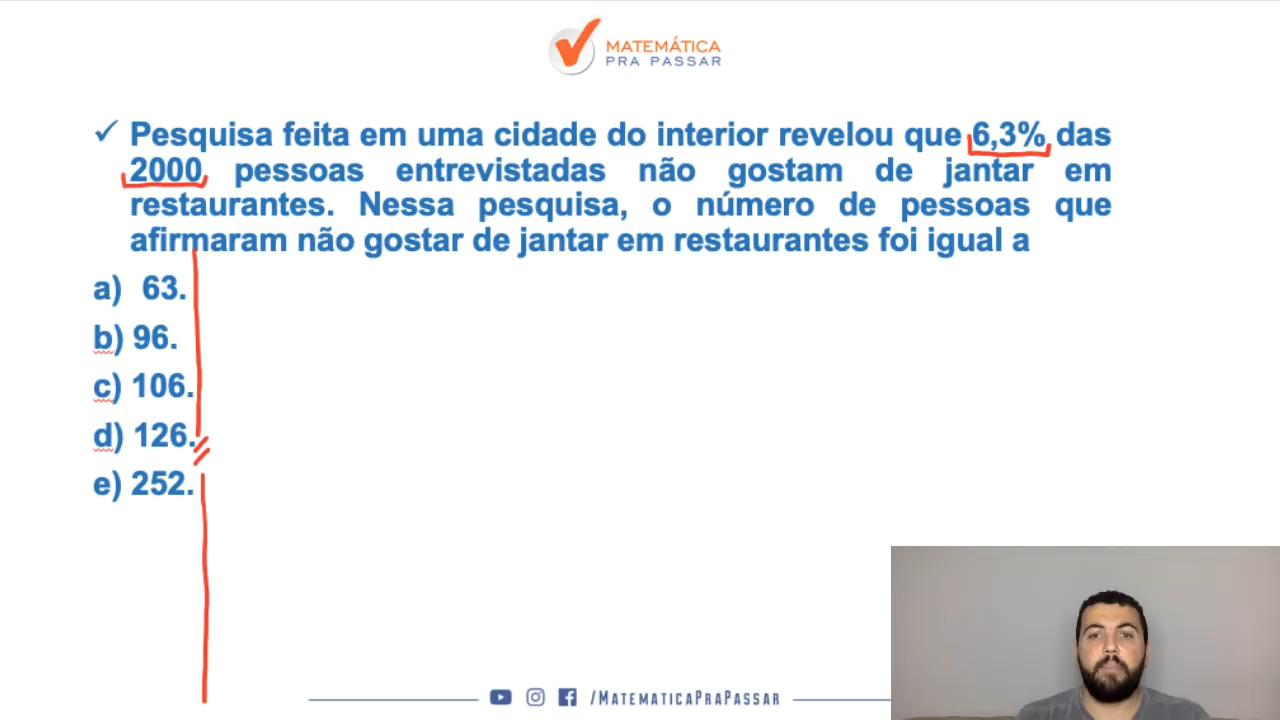 MATEMÁTICA
PRA PASSAR
✓ Pesquisa feita em uma cidade do interior revelou que 6,3% das
2000 pessoas entrevistadas não gostam de jantar em
restaurantes. Nessa pesquisa, o número de pessoas que
afirmaram não gostar de jantar em restaurantes foi igual a
a) 63.
b) 96.
c) 106.
d) 126.
e) 252.
/MATEMATICAPRAPASSAR